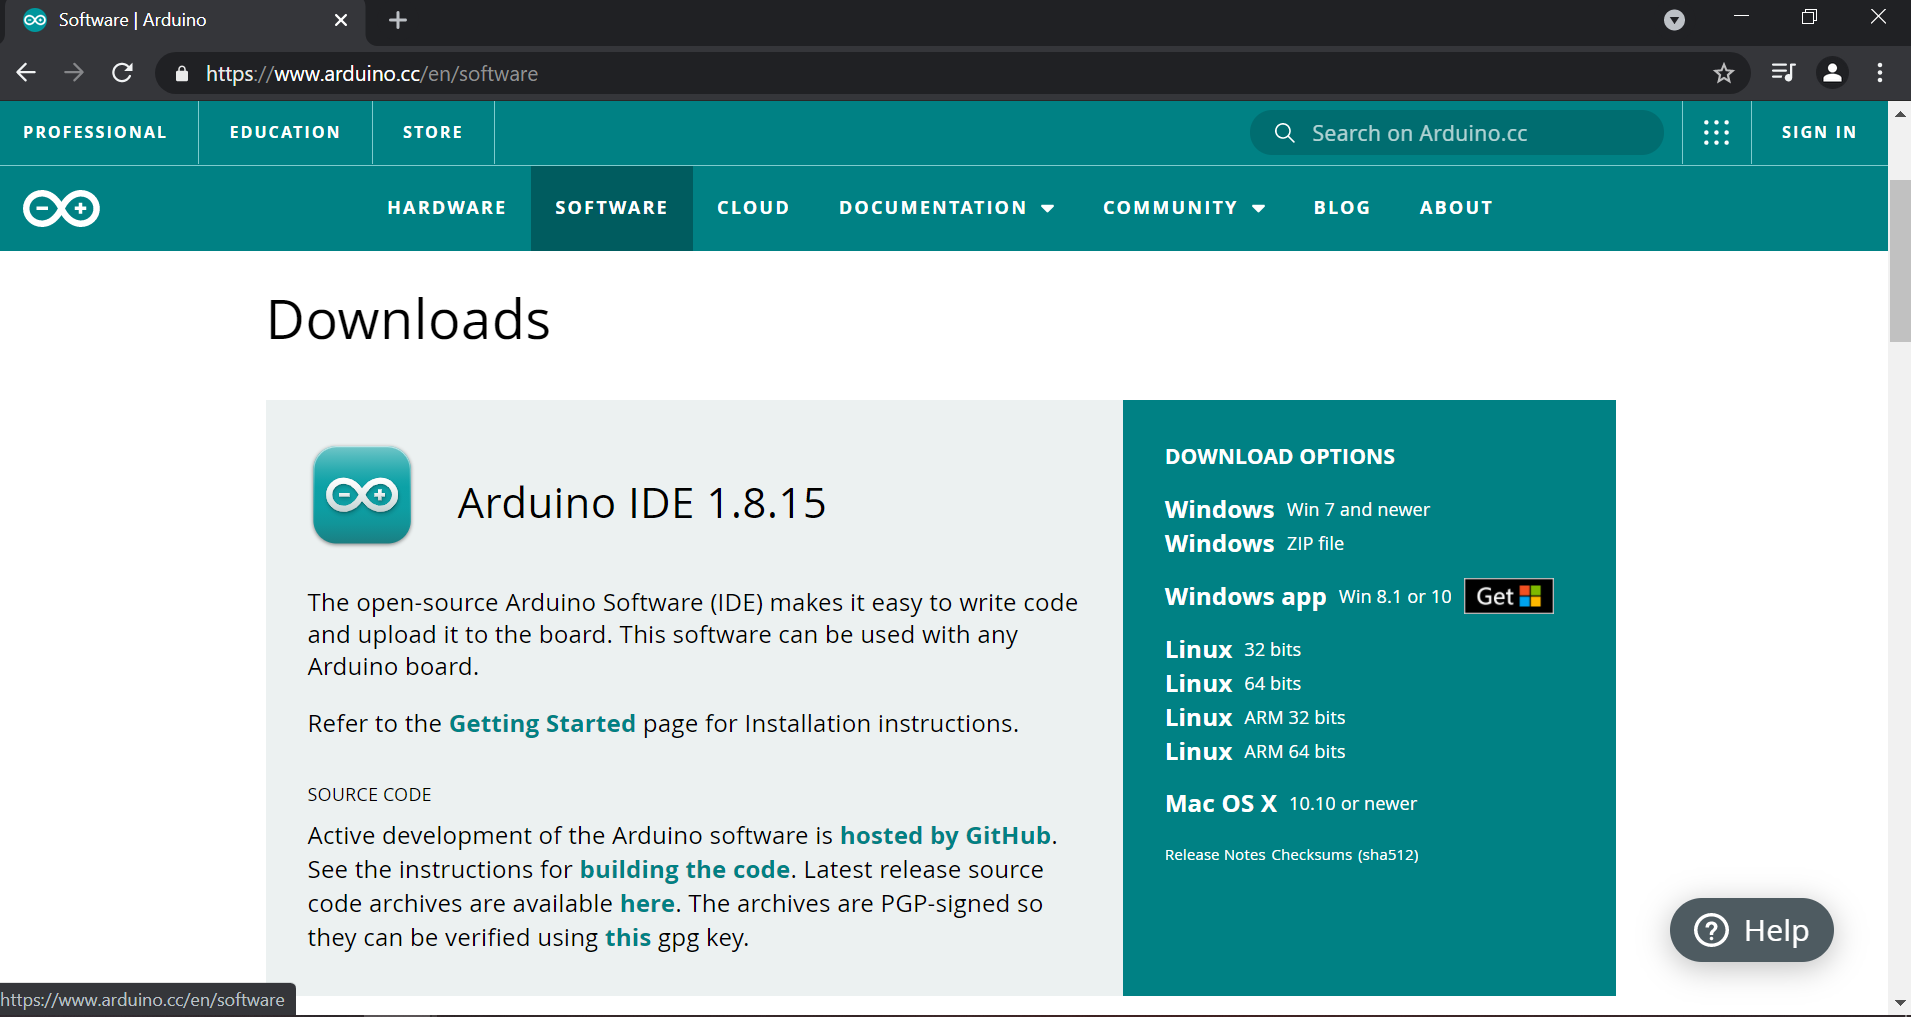 Software | Arduino
https://www.arduino.cc/en/software
PROFESSIONAL EDUCATION STORE Search on Arduino.cc SIGN IN
HARDWARE SOFTWARE CLOUD DOCUMENTATION COMMUNITY BLOG ABOUT
Downloads
Arduino IDE 1.8.15
The open-source Arduino Software (IDE) makes it easy to write code
and upload it to the board. This software can be used with any
Arduino board.
Refer to the Getting Started page for Installation instructions.
SOURCE CODE
Active development of the Arduino software is hosted by GitHub.
See the instructions for building the code. Latest release source
code archives are available here. The archives are PGP-signed so
they can be verified using this gpg key.
DOWNLOAD OPTIONS
Windows Win 7 and newer
Windows ZIP file
Windows app Win 8.1 or 10 Get
Linux 32 bits
Linux 64 bits
Linux ARM 32 bits
Linux ARM 64 bits
Mac OS X 10.10 or newer
Release Notes Checksums (sha512)
Help
https://www.arduino.cc/en/software